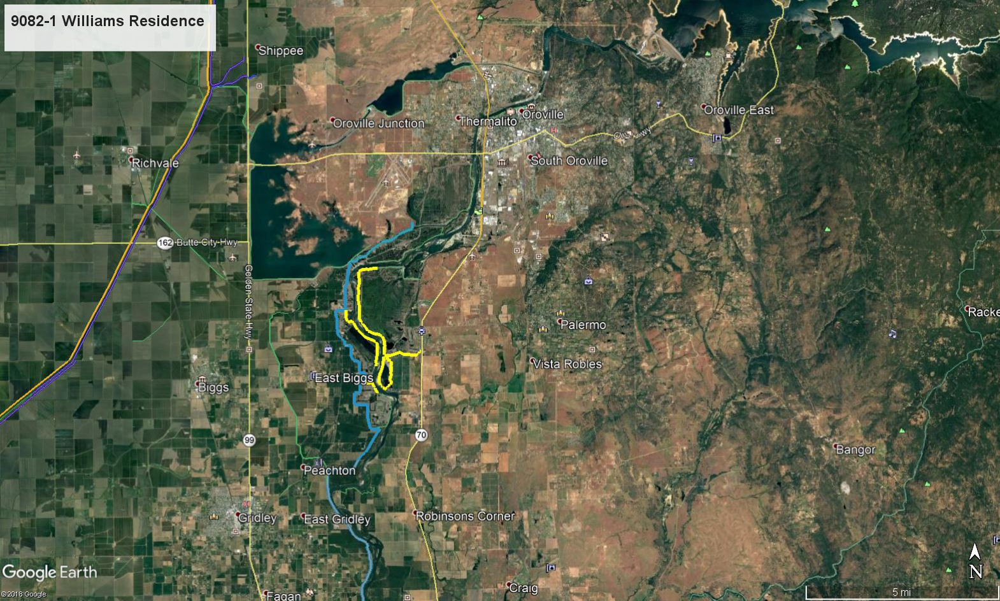 9082-1 Williams Residence
Shippee
Oroville Junction
Thermalito
Oroville
Oroville East
Hwy
Richvale
South Oroville
162 Butte City Hwy
Golden State Hwy
Racke
Palermo
Vista Robles
East Biggs
Biggs
99
70
Bangor
Peachton
Gridley
East Gridley
Robinsons Corner
Google Earth
N
Craig
5 mi
©2018 Google
Fagan